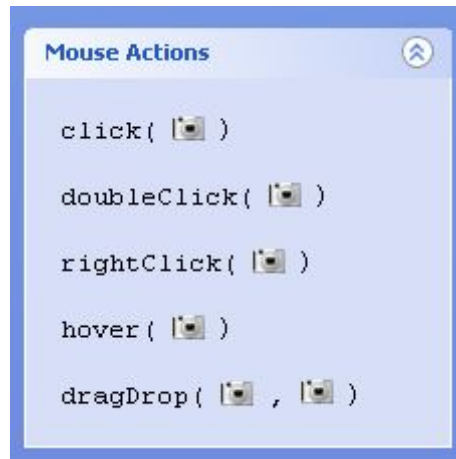 Mouse Actions
click( )
doubleClick( )
rightClick( )
hover( )
dragDrop( , )